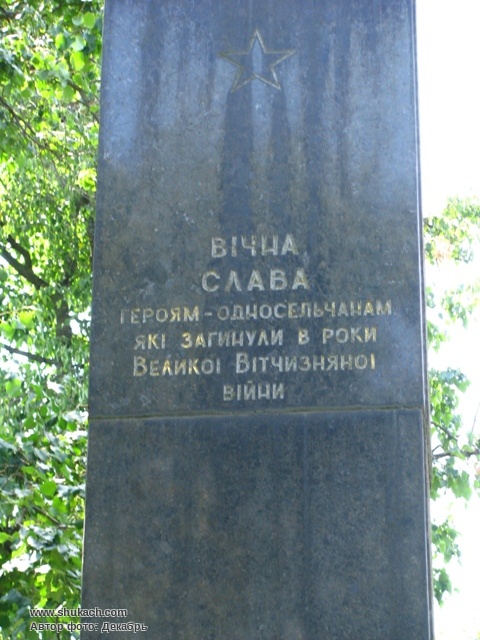 ВІЧНА
СЛАВА
ГЕРОЯМ-ОДНОСЕЛЬЧАНАМ
ЯКІ ЗАГИНУЛИ В РОКИ
ВЕЛИКОЇ ВІТЧИЗНЯНОЇ
ВІЙНИ
www.shukach.com
Автор фото: Декабрь